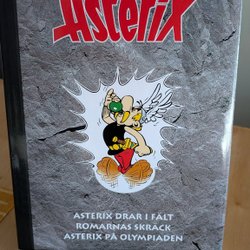 Asterix
ASTERIX DRAR I FÄLT
ROMARNAS SKRÄCK
ASTERIX PÅ OLYMPIADEN